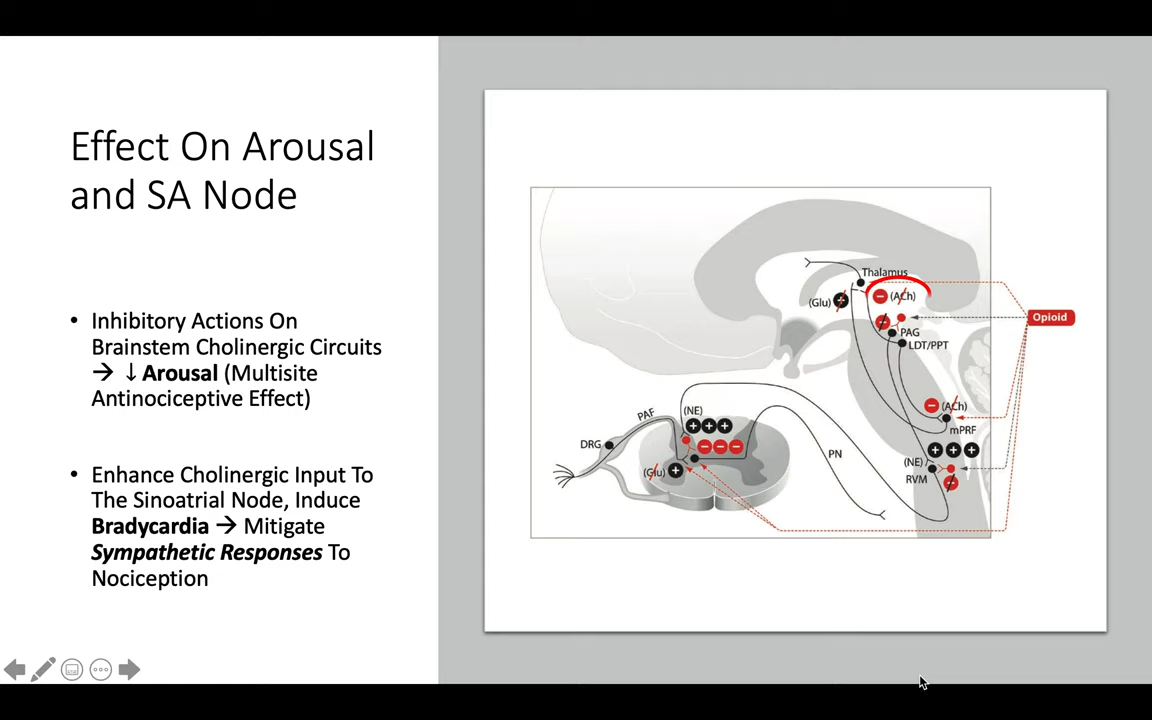 Effect On Arousal
and SA Node
• Inhibitory Actions On
Brainstem Cholinergic Circuits
→ ↓ Arousal (Multisite
Antinociceptive Effect)
• Enhance Cholinergic Input To
The Sinoatrial Node, Induce
Bradycardia → Mitigate
Sympathetic Responses To
Nociception
Thalamus
(Glu) +
− (ACh)
Opioid
PAG
LDT/PPT
− (ACh)
mPRF
+ + +
(NE)
RVM
PAF
(NE)
+ + +
− − −
DRG
(Glu) +
PN